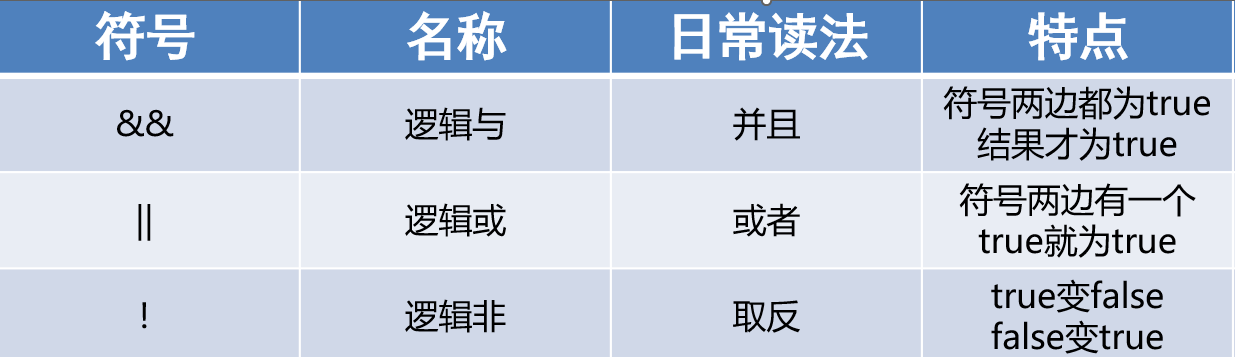 符号 名称 日常读法 特点
&& 逻辑与 并且 符号两边都为true
结果才为true
|| 逻辑或 或者 符号两边有一个
true就为true
! 逻辑非 取反 true变false
false变true